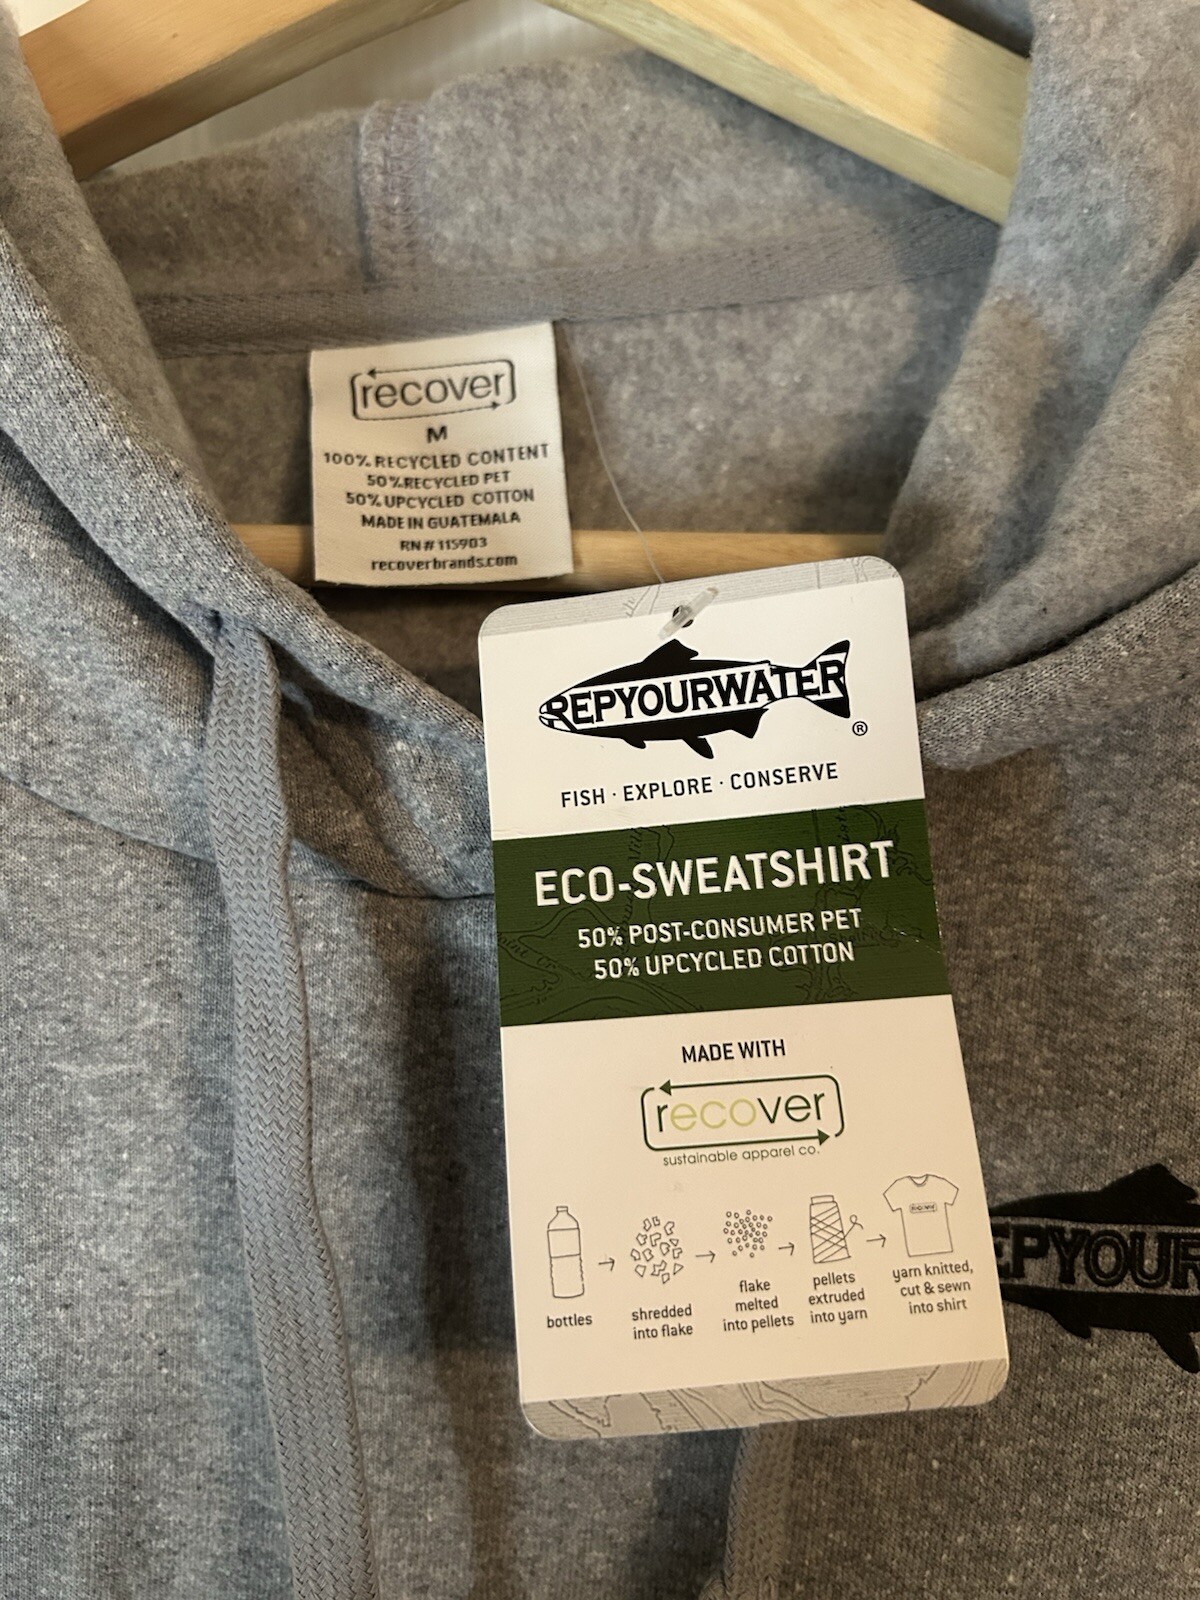 recover
M
100% RECYCLED CONTENT
50% RECYCLED PET
50% UPCYCLED COTTON
MADE IN GUATEMALA
RN# 115903
recoverbrands.com
REPYOURWATER
®
FISH · EXPLORE · CONSERVE
ECO-SWEATSHIRT
50% POST-CONSUMER PET
50% UPCYCLED COTTON
MADE WITH
recover
sustainable apparel co.
bottles
shredded
into flake
flake
melted
into pellets
pellets
extruded
into yarn
yarn knitted,
cut & sewn
into shirt
EPYOUR